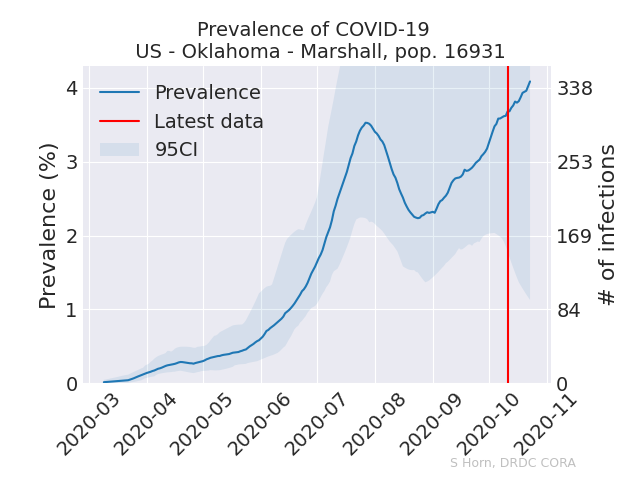 Prevalence of COVID-19
US - Oklahoma - Marshall, pop. 16931
Prevalence
Latest data
95CI
Prevalence (%)
4
3
2
1
0
338
253
169
84
0
# of infections
2020-03
2020-04
2020-05
2020-06
2020-07
2020-08
2020-09
2020-10
2020-11
S Horn, DRDC CORA